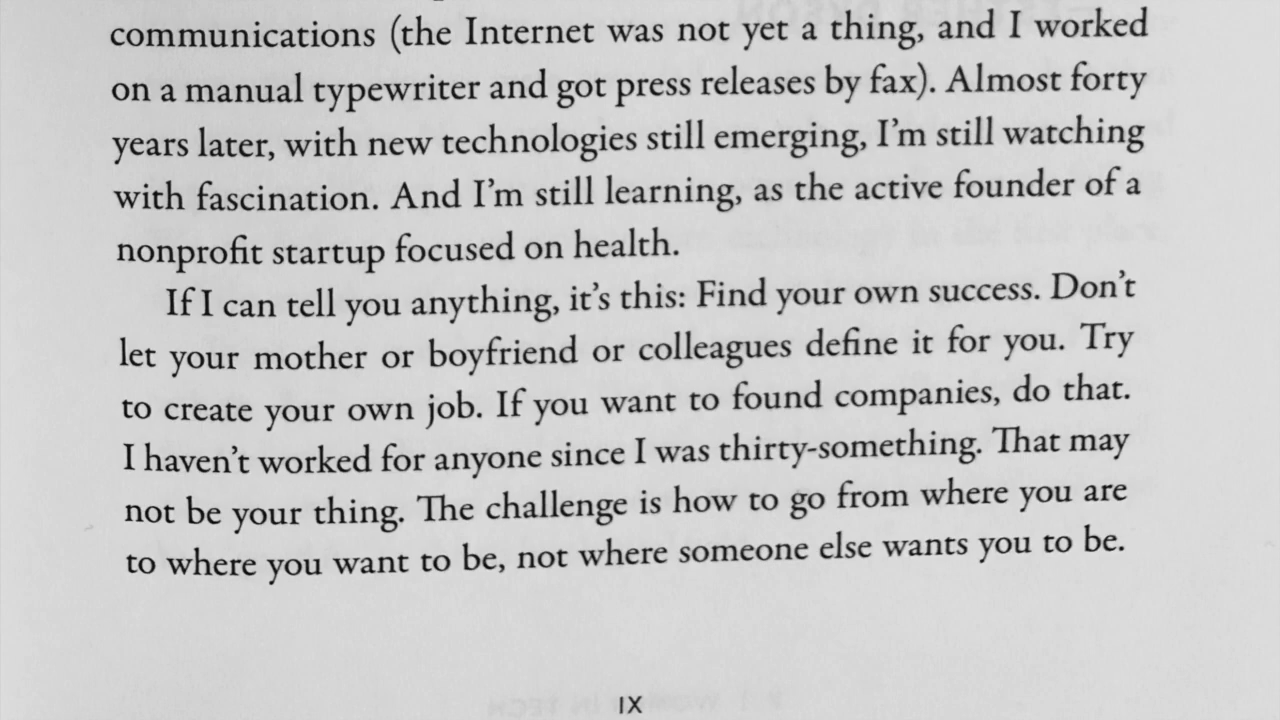 communications (the Internet was not yet a thing, and I worked
on a manual typewriter and got press releases by fax). Almost forty
years later, with new technologies still emerging, I'm still watching
with fascination. And I'm still learning, as the active founder of a
nonprofit startup focused on health.
If I can tell you anything, it's this: Find your own success. Don't
let your mother or boyfriend or colleagues define it for you. Try
to create your own job. If you want to found companies, do that.
I haven't worked for anyone since I was thirty-something. That may
not be your thing. The challenge is how to go from where you are
to where you want to be, not where someone else wants you to be.
IX